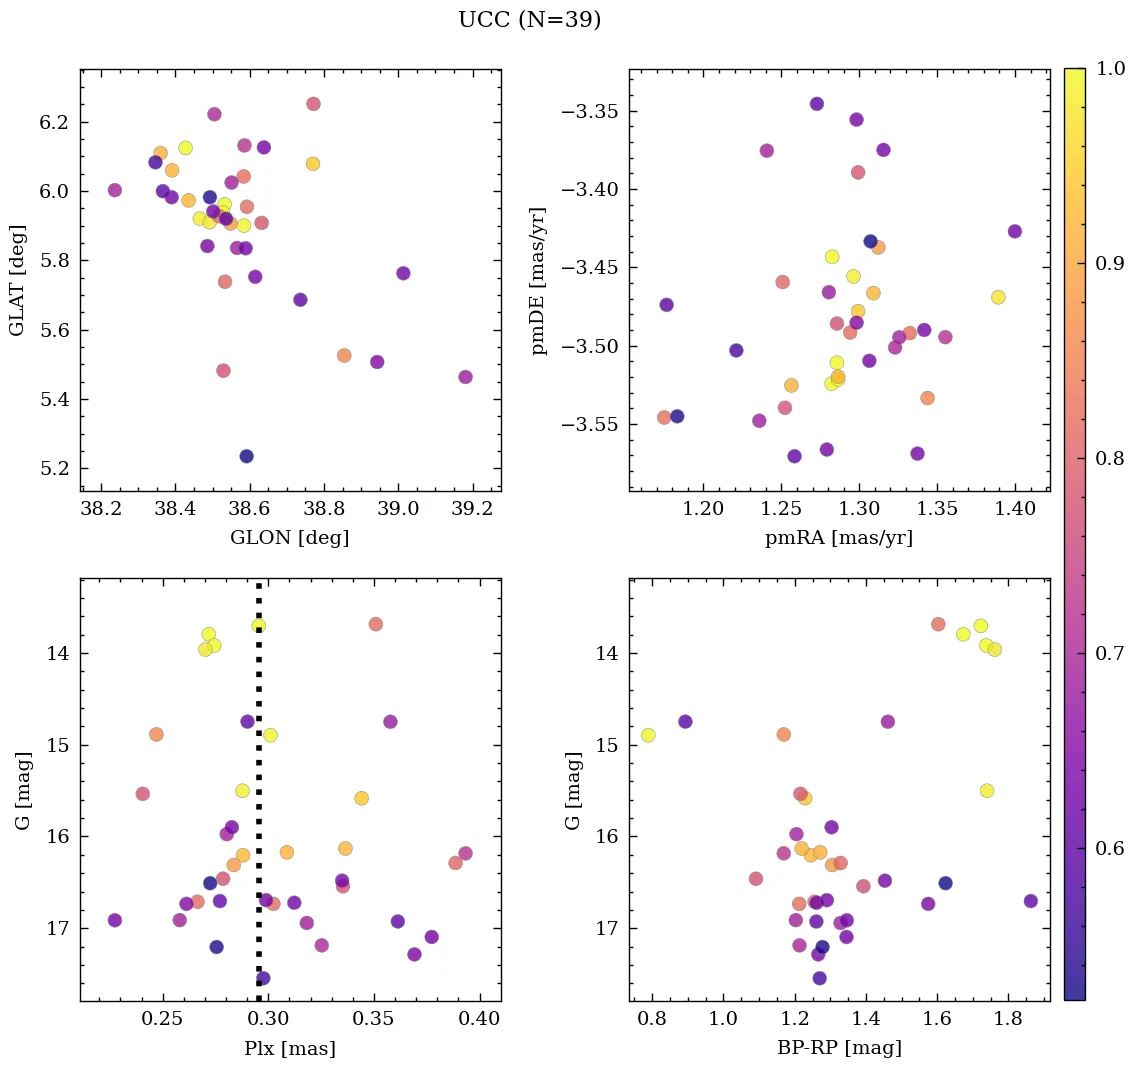 UCC (N=39)
6.2
6.0
5.8
5.6
5.4
5.2
GLAT [deg]
38.2 38.4 38.6 38.8 39.0 39.2
GLON [deg]
−3.35
−3.40
−3.45
−3.50
−3.55
pmDE [mas/yr]
1.20 1.25 1.30 1.35 1.40
pmRA [mas/yr]
14
15
16
17
G [mag]
0.25 0.30 0.35 0.40
Plx [mas]
14
15
16
17
G [mag]
0.8 1.0 1.2 1.4 1.6 1.8
BP-RP [mag]
1.0
0.9
0.8
0.7
0.6